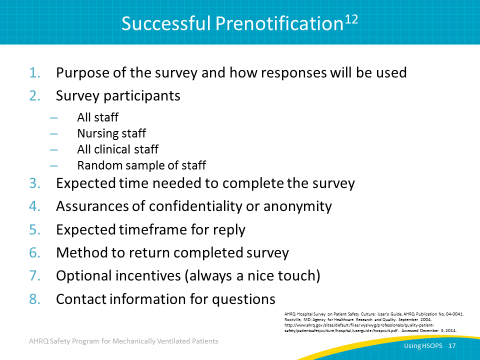 Successful Prenotification12
1. Purpose of the survey and how responses will be used
2. Survey participants
– All staff
– Nursing staff
– All clinical staff
– Random sample of staff
3. Expected time needed to complete the survey
4. Assurances of confidentiality or anonymity
5. Expected timeframe for reply
6. Method to return completed survey
7. Optional incentives (always a nice touch)
8. Contact information for questions
AHRQ Hospital Survey on Patient Safety Culture: User's Guide. AHRQ Publication No. 04-0041.
Rockville, MD: Agency for Healthcare Research and Quality. September 2004.
http://www.ahrq.gov/sites/default/files/wysiwyg/professionals/quality-patient-
safety/patientsafetyculture/hospital/userguide/hospcult.pdf. Accessed December 3, 2014.
AHRQ Safety Program for Mechanically Ventilated Patients
Using HSOPS 17